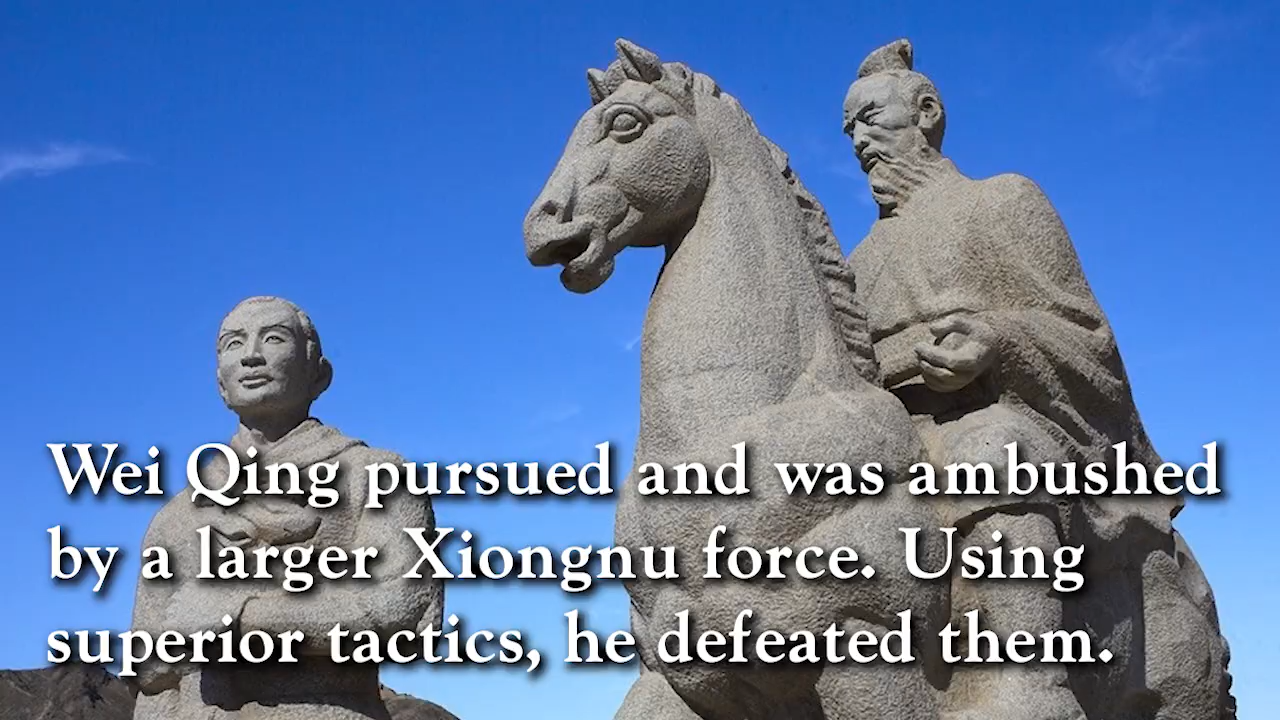 Wei Qing pursued and was ambushed
by a larger Xiongnu force. Using
superior tactics, he defeated them.